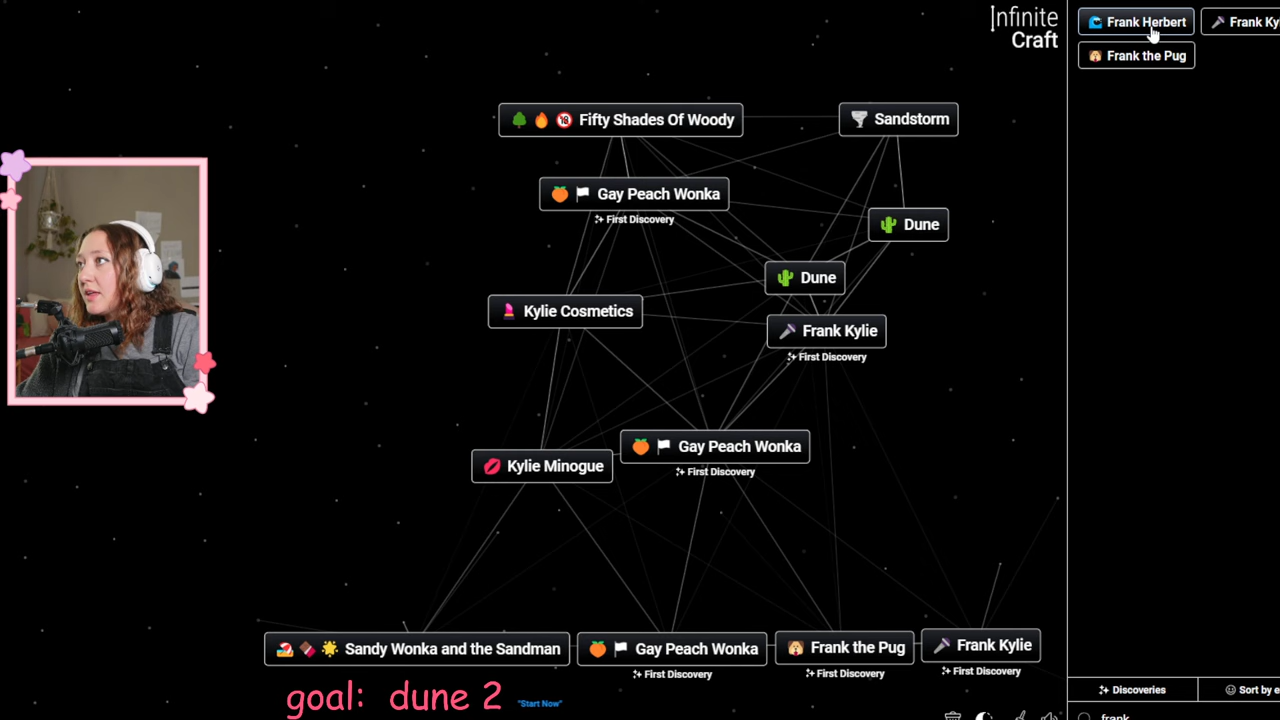 Infinite
Craft
Frank Herbert
Frank Ky
Frank the Pug
Fifty Shades Of Woody
Sandstorm
Gay Peach Wonka
First Discovery
Dune
Dune
Kylie Cosmetics
Frank Kylie
First Discovery
Gay Peach Wonka
First Discovery
Kylie Minogue
Sandy Wonka and the Sandman
Gay Peach Wonka
First Discovery
Frank the Pug
First Discovery
Frank Kylie
First Discovery
goal: dune 2
"Start Now"
Discoveries
Sort by e
frank